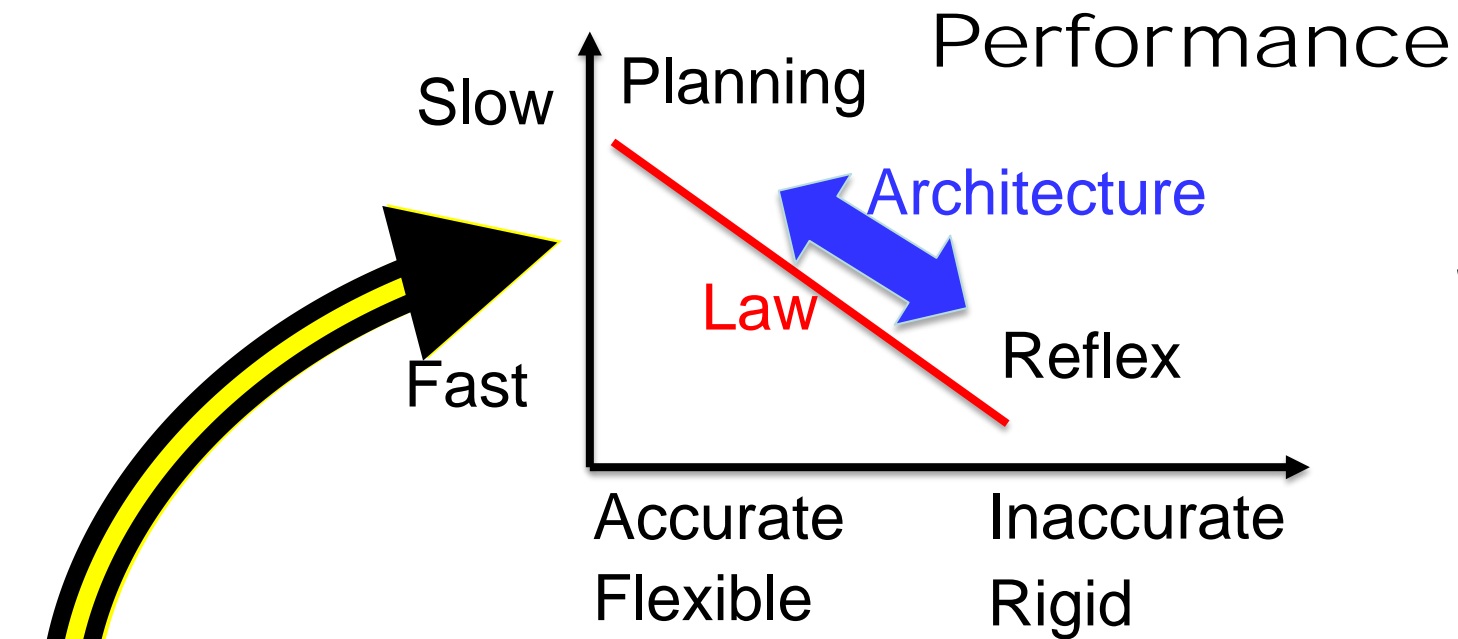 Performance
Planning
Slow
Architecture
Law
Reflex
Fast
Accurate Inaccurate
Flexible Rigid